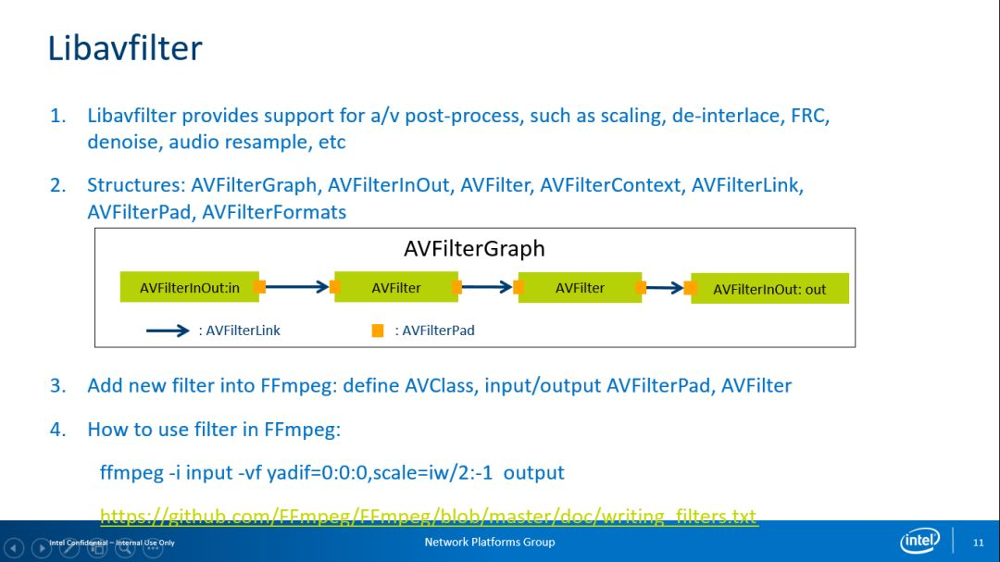 Libavfilter
1. Libavfilter provides support for a/v post-process, such as scaling, de-interlace, FRC,
denoise, audio resample, etc
2. Structures: AVFilterGraph, AVFilterInOut, AVFilter, AVFilterContext, AVFilterLink,
AVFilterPad, AVFilterFormats
AVFilterGraph
AVFilterInOut:in AVFilter AVFilter AVFilterInOut: out
: AVFilterLink : AVFilterPad
3. Add new filter into FFmpeg: define AVClass, input/output AVFilterPad, AVFilter
4. How to use filter in FFmpeg:
ffmpeg -i input -vf yadif=0:0:0,scale=iw/2:-1 output
https://github.com/FFmpeg/FFmpeg/blob/master/doc/writing_filters.txt
Intel Confidential – Internal Use Only Network Platforms Group intel 11